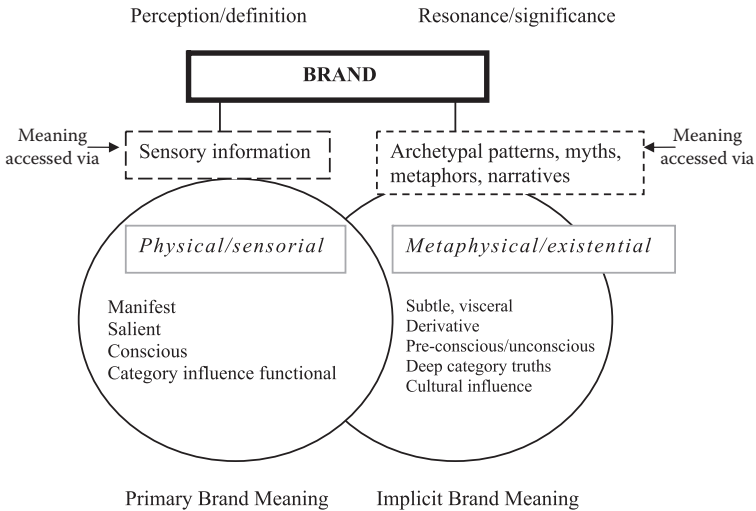 Perception/definition
Resonance/significance
BRAND
Meaning
accessed via
Sensory information
Archetypal patterns, myths,
metaphors, narratives
Meaning
accessed via
Physical/sensorial
Metaphysical/existential
Manifest
Salient
Conscious
Category influence functional
Subtle, visceral
Derivative
Pre-conscious/unconscious
Deep category truths
Cultural influence
Primary Brand Meaning
Implicit Brand Meaning